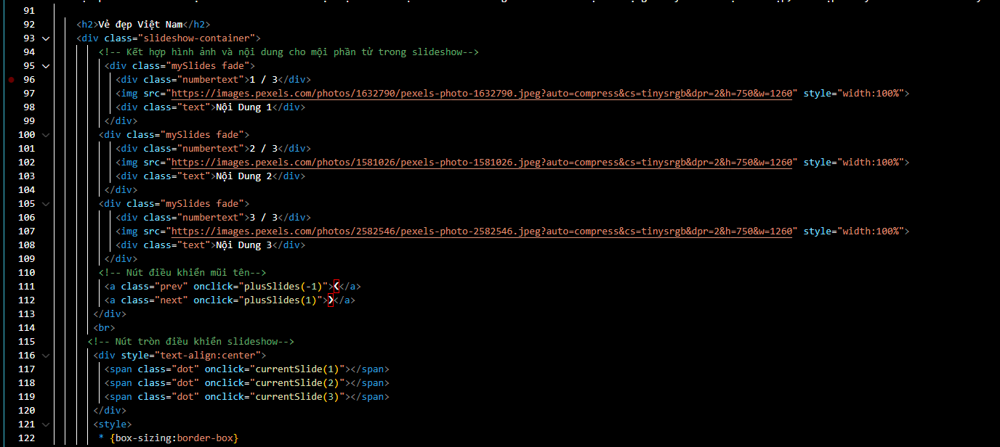 91
92 <h2>Vẻ đẹp Việt Nam</h2>
93 <div class="slideshow-container">
94 <!-- Kết hợp hình ảnh và nội dung cho mội phần tử trong slideshow-->
95 <div class="mySlides fade">
96 <div class="numbertext">1 / 3</div>
97 <img src="https://images.pexels.com/photos/1632790/pexels-photo-1632790.jpeg?auto=compress&cs=tinysrgb&dpr=2&h=750&w=1260" style="width:100%">
98 <div class="text">Nội Dung 1</div>
99 </div>
100 <div class="mySlides fade">
101 <div class="numbertext">2 / 3</div>
102 <img src="https://images.pexels.com/photos/1581026/pexels-photo-1581026.jpeg?auto=compress&cs=tinysrgb&dpr=2&h=750&w=1260" style="width:100%">
103 <div class="text">Nội Dung 2</div>
104 </div>
105 <div class="mySlides fade">
106 <div class="numbertext">3 / 3</div>
107 <img src="https://images.pexels.com/photos/2582546/pexels-photo-2582546.jpeg?auto=compress&cs=tinysrgb&dpr=2&h=750&w=1260" style="width:100%">
108 <div class="text">Nội Dung 3</div>
109 </div>
110 <!-- Nút điều khiển mũi tên-->
111 <a class="prev" onclick="plusSlides(-1)">❮</a>
112 <a class="next" onclick="plusSlides(1)">❯</a>
113 </div>
114 <br>
115 <!-- Nút tròn điều khiển slideshow-->
116 <div style="text-align:center">
117 <span class="dot" onclick="currentSlide(1)"></span>
118 <span class="dot" onclick="currentSlide(2)"></span>
119 <span class="dot" onclick="currentSlide(3)"></span>
120 </div>
121 <style>
122 * {box-sizing:border-box}